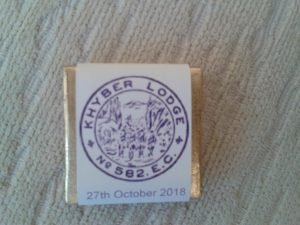 KHYBER LODGE
No 582. E.C.
27th October 2018